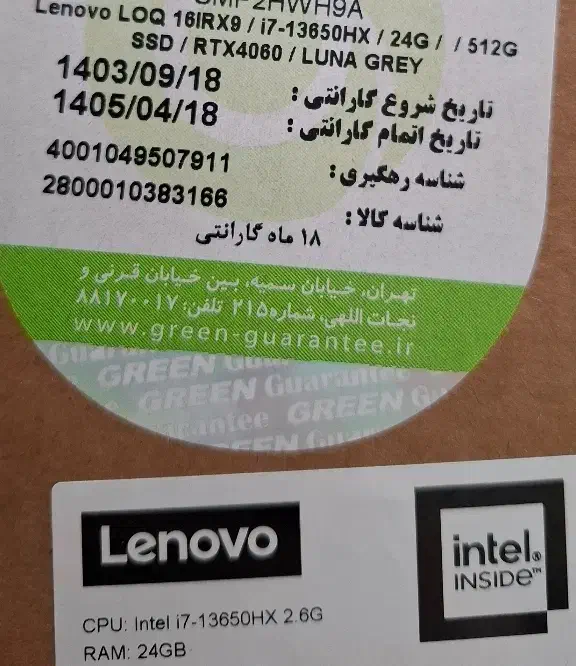 Lenovo LOQ 16IRX9 / i7-13650HX / 24G / / 512G
SSD / RTX4060 / LUNA GREY
تاریخ شروع گارانتی : 1403/09/18
تاریخ اتمام گارانتی : 1405/04/18
شناسه رهگیری: 4001049507911
شناسه کالا: 2800010383166
۱۸ ماه گارانتی
تهران، خیابان سمیه، بین خیابان قرنی و
نجات اللهی، شماره۲۱۵ تلفن: ۸۸۱۷۰۰۱۷
www.green-guarantee.ir
GREEN Guarantee
GREEN Guarantee
GREEN
Lenovo
intel®
INSIDE™
CPU: Intel i7-13650HX 2.6G
RAM: 24GB